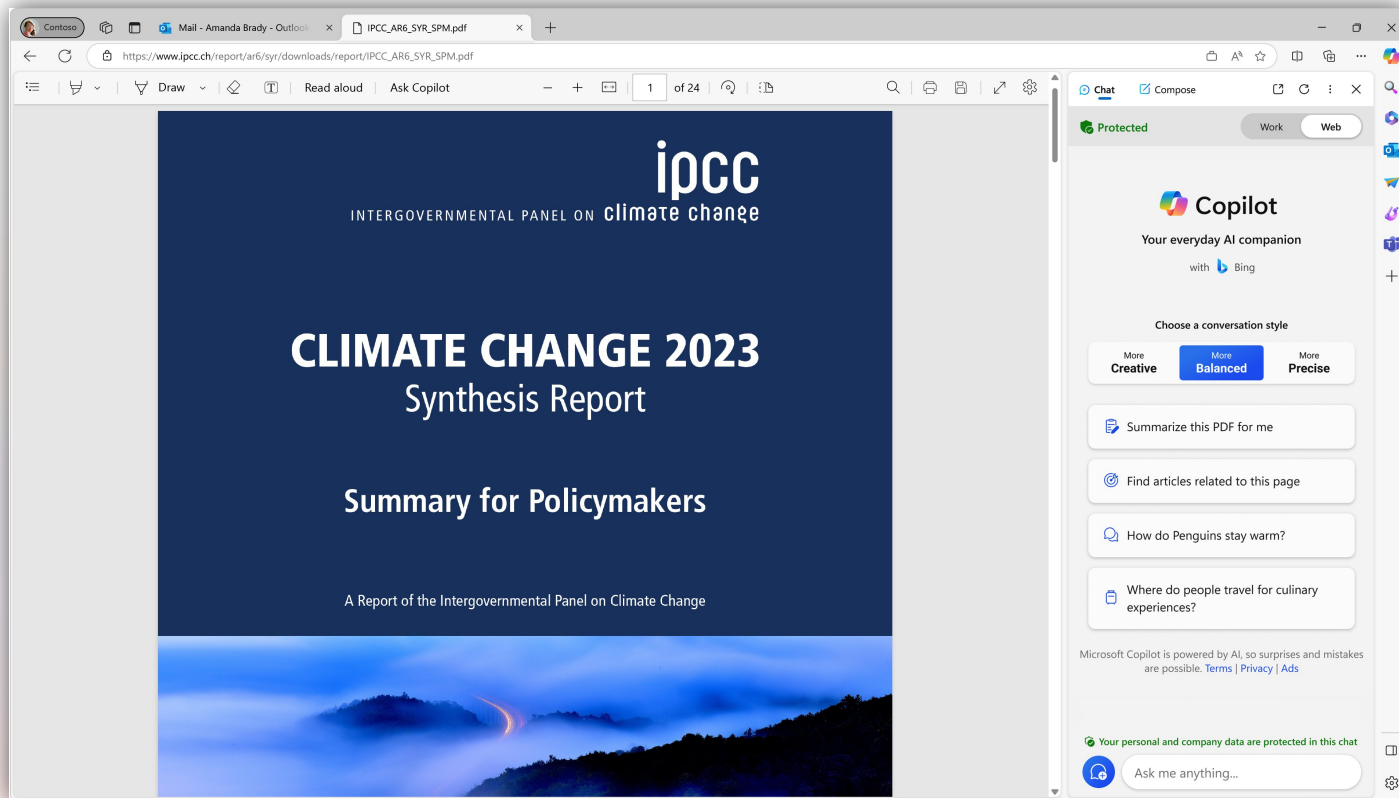 Contoso
Mail - Amanda Brady - Outlook
IPCC_AR6_SYR_SPM.pdf
https://www.ipcc.ch/report/ar6/syr/downloads/report/IPCC_AR6_SYR_SPM.pdf
Draw
Read aloud
Ask Copilot
1 of 24
ipcc
INTERGOVERNMENTAL PANEL ON climate change
CLIMATE CHANGE 2023
Synthesis Report
Summary for Policymakers
A Report of the Intergovernmental Panel on Climate Change
Chat
Compose
Protected
Work
Web
Copilot
Your everyday AI companion
with Bing
Choose a conversation style
More
Creative
More
Balanced
More
Precise
Summarize this PDF for me
Find articles related to this page
How do Penguins stay warm?
Where do people travel for culinary
experiences?
Microsoft Copilot is powered by AI, so surprises and mistakes
are possible. Terms | Privacy | Ads
Your personal and company data are protected in this chat
Ask me anything...